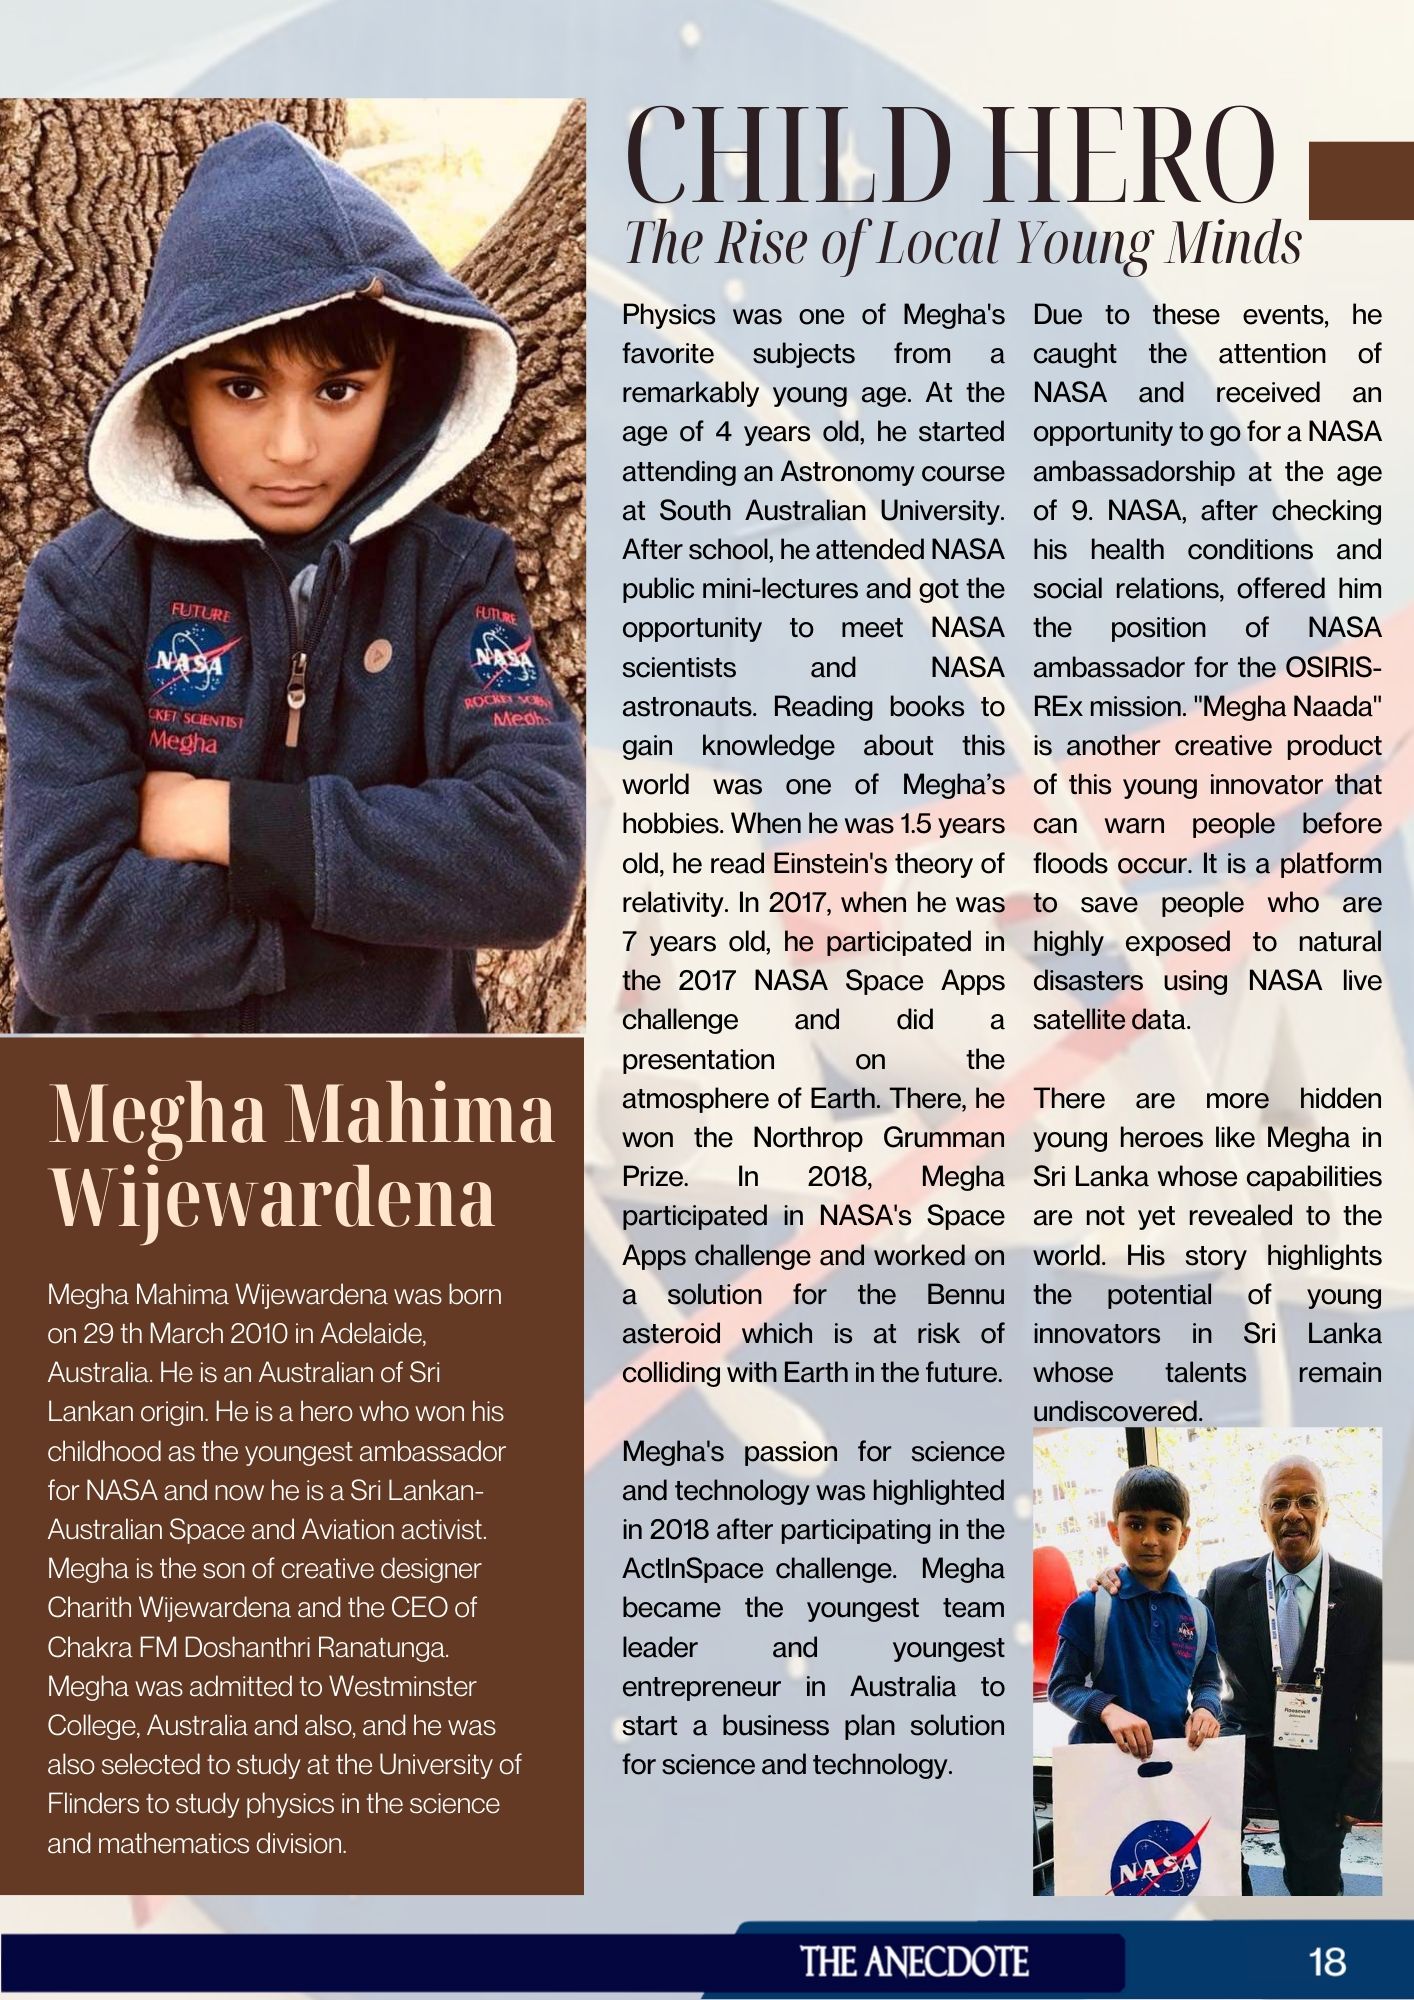 CHILD HERO
The Rise of Local Young Minds
FUTURE
NASA
CKET SCIENTIST
Megha
FUTURE
NASA
Megha Mahima
Wijewardena
Megha Mahima Wijewardena was born
on 29 th March 2010 in Adelaide,
Australia. He is an Australian of Sri
Lankan origin. He is a hero who won his
childhood as the youngest ambassador
for NASA and now he is a Sri Lankan-
Australian Space and Aviation activist.
Megha is the son of creative designer
Charith Wijewardena and the CEO of
Chakra FM Doshanthri Ranatunga.
Megha was admitted to Westminster
College, Australia and also, and he was
also selected to study at the University of
Flinders to study physics in the science
and mathematics division.
Physics was one of Megha's
favorite subjects from a
remarkably young age. At the
age of 4 years old, he started
attending an Astronomy course
at South Australian University.
After school, he attended NASA
public mini-lectures and got the
opportunity to meet NASA
scientists and NASA
astronauts. Reading books to
gain knowledge about this
world was one of Megha’s
hobbies. When he was 1.5 years
old, he read Einstein's theory of
relativity. In 2017, when he was
7 years old, he participated in
the 2017 NASA Space Apps
challenge and did a
presentation on the
atmosphere of Earth. There, he
won the Northrop Grumman
Prize. In 2018, Megha
participated in NASA's Space
Apps challenge and worked on
a solution for the Bennu
asteroid which is at risk of
colliding with Earth in the future.
Megha's passion for science
and technology was highlighted
in 2018 after participating in the
ActInSpace challenge. Megha
became the youngest team
leader and youngest
entrepreneur in Australia to
start a business plan solution
for science and technology.
Due to these events, he
caught the attention of
NASA and received an
opportunity to go for a NASA
ambassadorship at the age
of 9. NASA, after checking
his health conditions and
social relations, offered him
the position of NASA
ambassador for the OSIRIS-
REx mission. "Megha Naada"
is another creative product
of this young innovator that
can warn people before
floods occur. It is a platform
to save people who are
highly exposed to natural
disasters using NASA live
satellite data.
There are more hidden
young heroes like Megha in
Sri Lanka whose capabilities
are not yet revealed to the
world. His story highlights
the potential of young
innovators in Sri Lanka
whose talents remain
undiscovered.
Roosevelt
Johnson
NASA
THE ANECDOTE
18